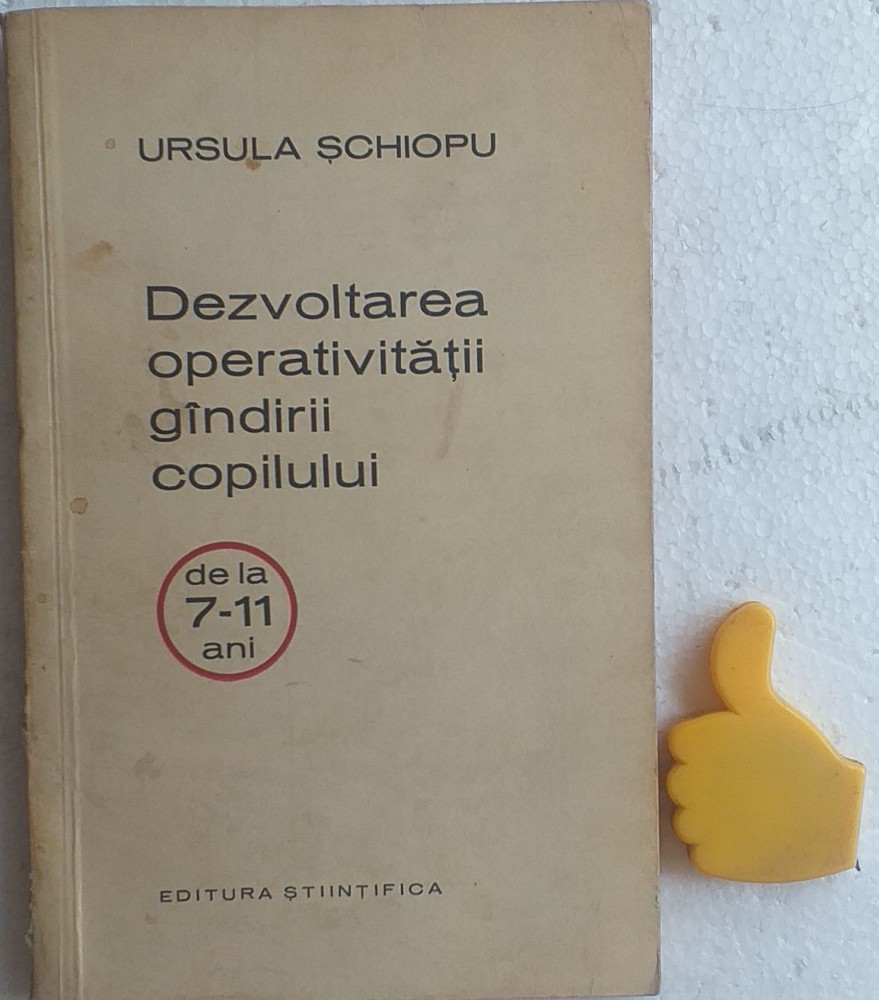 URSULA ȘCHIOPU
Dezvoltarea
operativității
gîndirii
copilului
de la
7-11
ani
EDITURA ȘTIINȚIFICA